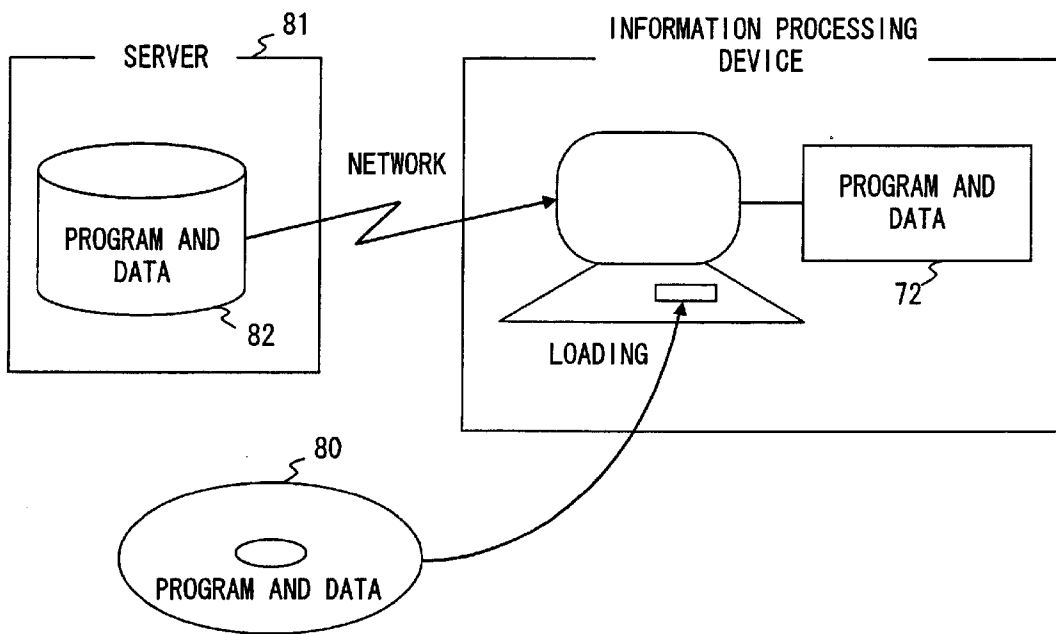 SERVER
81
INFORMATION PROCESSING
DEVICE
NETWORK
PROGRAM AND
DATA
82
PROGRAM AND
DATA
72
LOADING
80
PROGRAM AND DATA